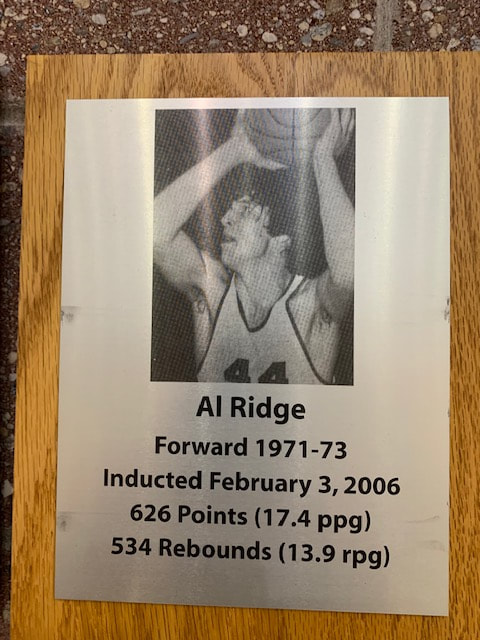 44
Al Ridge
Forward 1971-73
Inducted February 3, 2006
626 Points (17.4 ppg)
534 Rebounds (13.9 rpg)